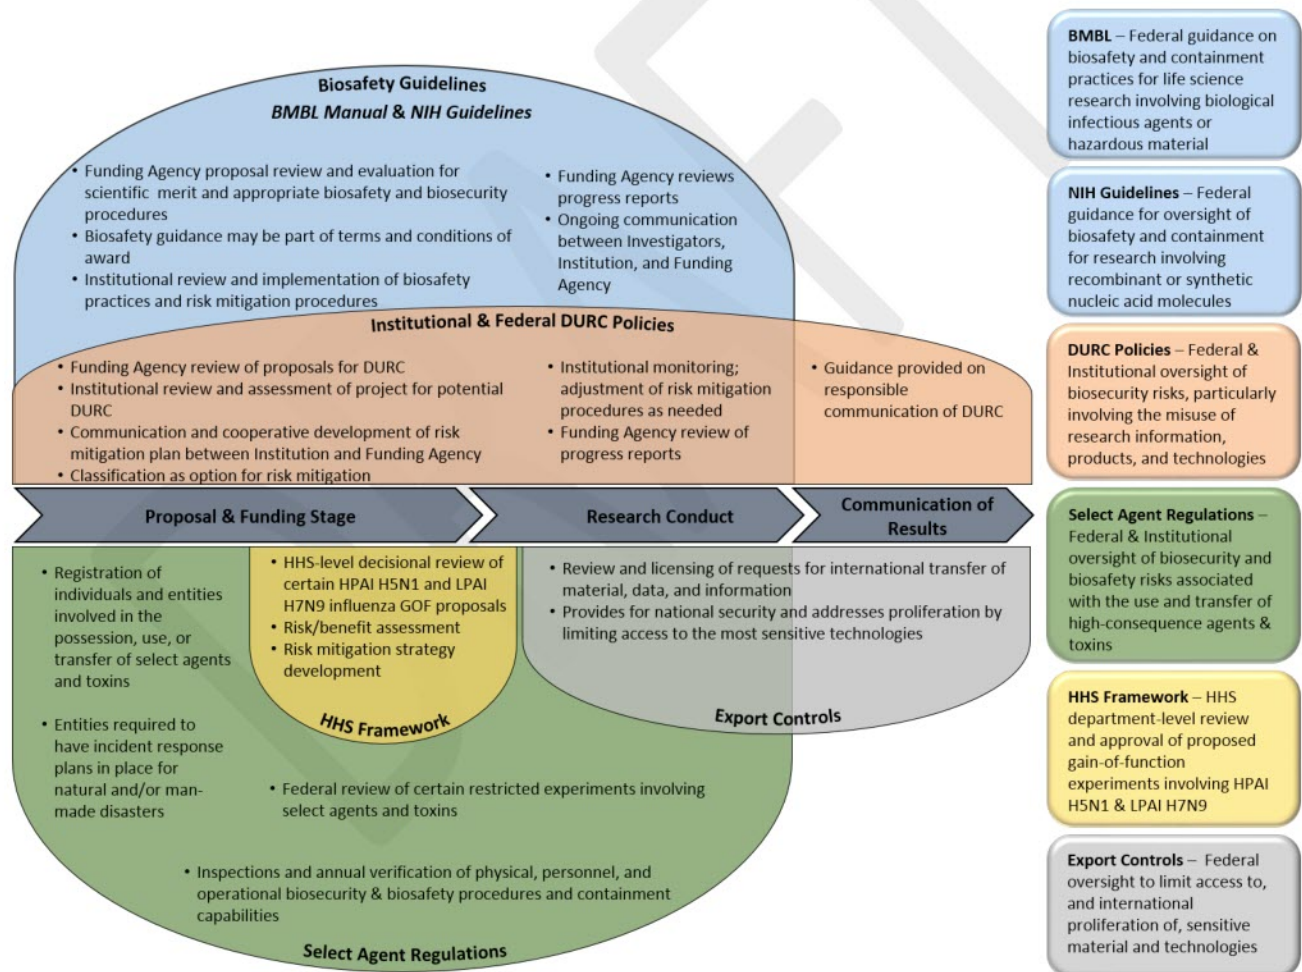 Biosafety Guidelines
BMBL Manual & NIH Guidelines
• Funding Agency proposal review and evaluation for
scientific merit and appropriate biosafety and biosecurity
procedures
• Biosafety guidance may be part of terms and conditions of
award
• Institutional review and implementation of biosafety
practices and risk mitigation procedures
• Funding Agency reviews
progress reports
• Ongoing communication
between Investigators,
Institution, and Funding
Agency
Institutional & Federal DURC Policies
• Funding Agency review of proposals for DURC
• Institutional review and assessment of project for potential
DURC
• Communication and cooperative development of risk
mitigation plan between Institution and Funding Agency
• Classification as option for risk mitigation
• Institutional monitoring;
adjustment of risk mitigation
procedures as needed
• Funding Agency review of
progress reports
• Guidance provided on
responsible
communication of DURC
Proposal & Funding Stage
Research Conduct
Communication of
Results
• Registration of
individuals and entities
involved in the
possession, use, or
transfer of select agents
and toxins
• Entities required to
have incident response
plans in place for
natural and/or man-
made disasters
• HHS-level decisional review of
certain HPAI H5N1 and LPAI
H7N9 influenza GOF proposals
• Risk/benefit assessment
• Risk mitigation strategy
development
HHS Framework
• Review and licensing of requests for international transfer of
material, data, and information
• Provides for national security and addresses proliferation by
limiting access to the most sensitive technologies
Export Controls
• Federal review of certain restricted experiments involving
select agents and toxins
• Inspections and annual verification of physical, personnel, and
operational biosecurity & biosafety procedures and containment
capabilities
Select Agent Regulations
BMBL – Federal guidance on
biosafety and containment
practices for life science
research involving biological
infectious agents or
hazardous material
NIH Guidelines – Federal
guidance for oversight of
biosafety and containment
for research involving
recombinant or synthetic
nucleic acid molecules
DURC Policies – Federal &
Institutional oversight of
biosecurity risks, particularly
involving the misuse of
research information,
products, and technologies
Select Agent Regulations –
Federal & Institutional
oversight of biosecurity and
biosafety risks associated
with the use and transfer of
high-consequence agents &
toxins
HHS Framework – HHS
department-level review
and approval of proposed
gain-of-function
experiments involving HPAI
H5N1 & LPAI H7N9
Export Controls – Federal
oversight to limit access to,
and international
proliferation of, sensitive
material and technologies